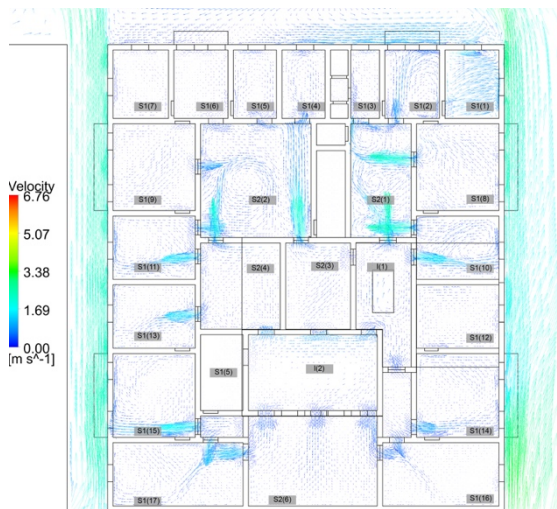 S1(7)
S1(6)
S1(5)
S1(4)
S1(3)
S1(2)
S1(1)
Velocity
6.76
5.07
3.38
1.69
0.00
[m s^-1]
S1(9)
S2(2)
S2(1)
S1(8)
S1(11)
S2(4)
S2(3)
I(1)
S1(10)
S1(13)
S1(12)
S1(5)
I(2)
S1(15)
S1(14)
S1(17)
S2(6)
S1(16)